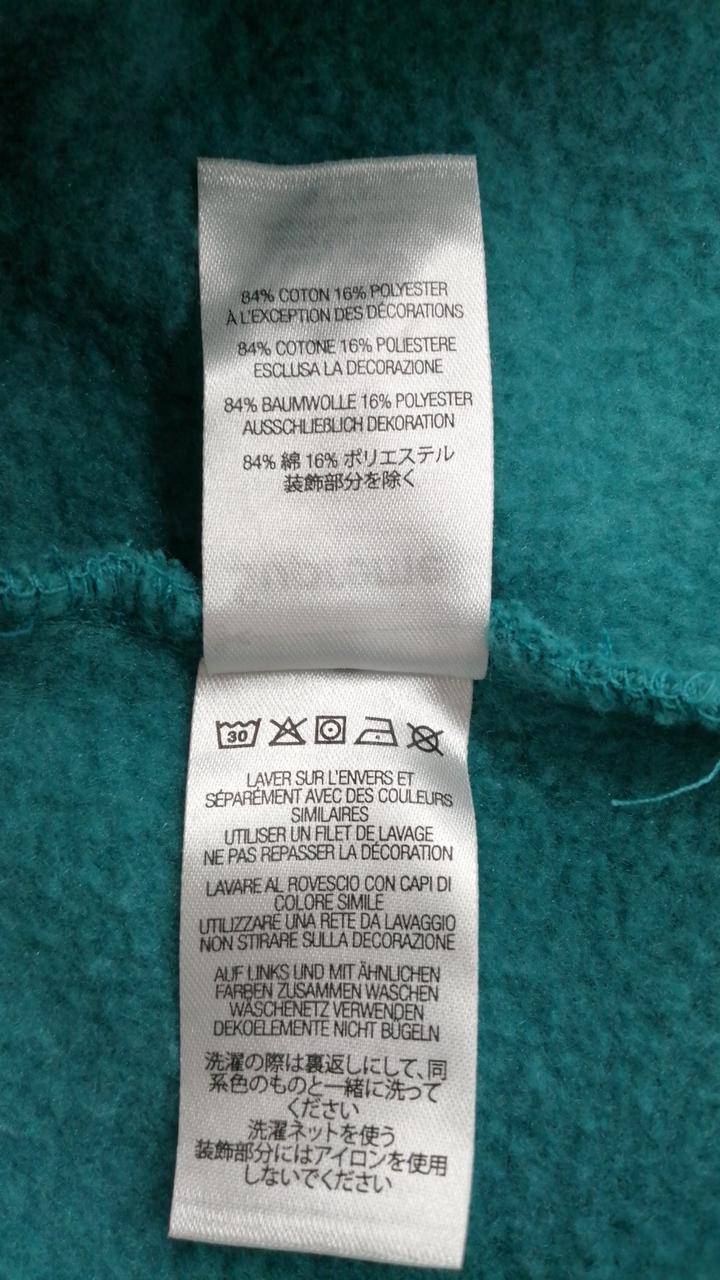 84% COTON 16% POLYESTER
À L'EXCEPTION DES DÉCORATIONS
84% COTONE 16% POLIESTERE
ESCLUSA LA DECORAZIONE
84% BAUMWOLLE 16% POLYESTER
AUSSCHLIEßLICH DEKORATION
84% 綿 16% ポリエステル
装飾部分を除く
30
LAVER SUR L'ENVERS ET
SÉPARÉMENT AVEC DES COULEURS
SIMILAIRES
UTILISER UN FILET DE LAVAGE
NE PAS REPASSER LA DÉCORATION
LAVARE AL ROVESCIO CON CAPI DI
COLORE SIMILE
UTILIZZARE UNA RETE DA LAVAGGIO
NON STIRARE SULLA DECORAZIONE
AUF LINKS UND MIT ÄHNLICHEN
FARBEN ZUSAMMEN WASCHEN
WÄSCHENETZ VERWENDEN
DEKOELEMENTE NICHT BÜGELN
洗濯の際は裏返しにして、同
系色のものと一緒に洗って
ください
洗濯ネットを使う
装飾部分にはアイロンを使用
しないでください